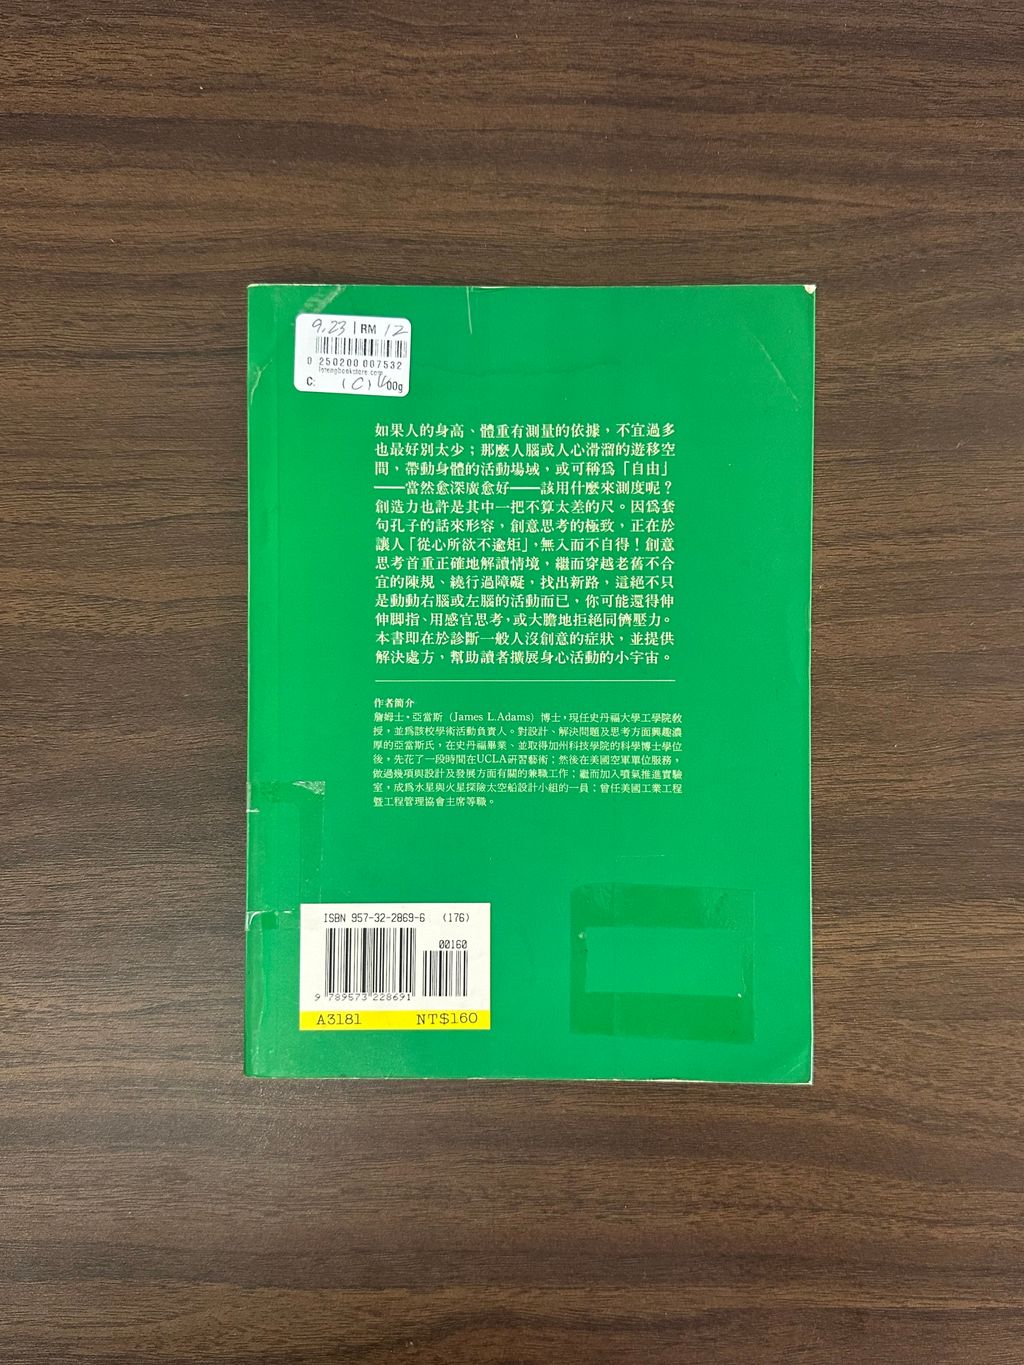 9.23 | RM 12
0 250200 007532
C: (C) 00g
如果人的身高、體重有測量的依據，不宜過多
也最好別太少；那麼人腦或人心滑溜的遊移空
間，帶動身體的活動場域，或可稱爲「自由」
——當然愈深廣愈好——該用什麼來測度呢？
創造力也許是其中一把不算太差的尺。因爲套
句孔子的話來形容，創意思考的極致，正在於
讓人「從心所欲不逾矩」，無入而不自得！創意
思考首重正確地解讀情境，繼而穿越老舊不合
宜的陳規、繞行過障礙，找出新路，這絕不只
是動動右腦或左腦的活動而已，你可能還得伸
伸脚指、用感官思考，或大膽地拒絕同儕壓力。
本書即在於診斷一般人沒創意的症狀，並提供
解決處方，幫助讀者擴展身心活動的小宇宙。
作者簡介
詹姆士・亞當斯（James L.Adams）博士，現任史丹福大學工學院教
授，並爲該校學術活動負責人。對設計、解決問題及思考方面興趣濃
厚的亞當斯氏，在史丹福畢業、並取得加州科技學院的科學博士學位
後，先花了一段時間在UCLA研習藝術；然後在美國空軍單位服務，
做過幾項與設計及發展方面有關的兼職工作；繼而加入噴氣推進實驗
室，成爲水星與火星探險太空船設計小組的一員；曾任美國工業工程
暨工程管理協會主席等職。
ISBN 957-32-2869-6 (176)
00160
9 789573 228691
A3181 NT$160